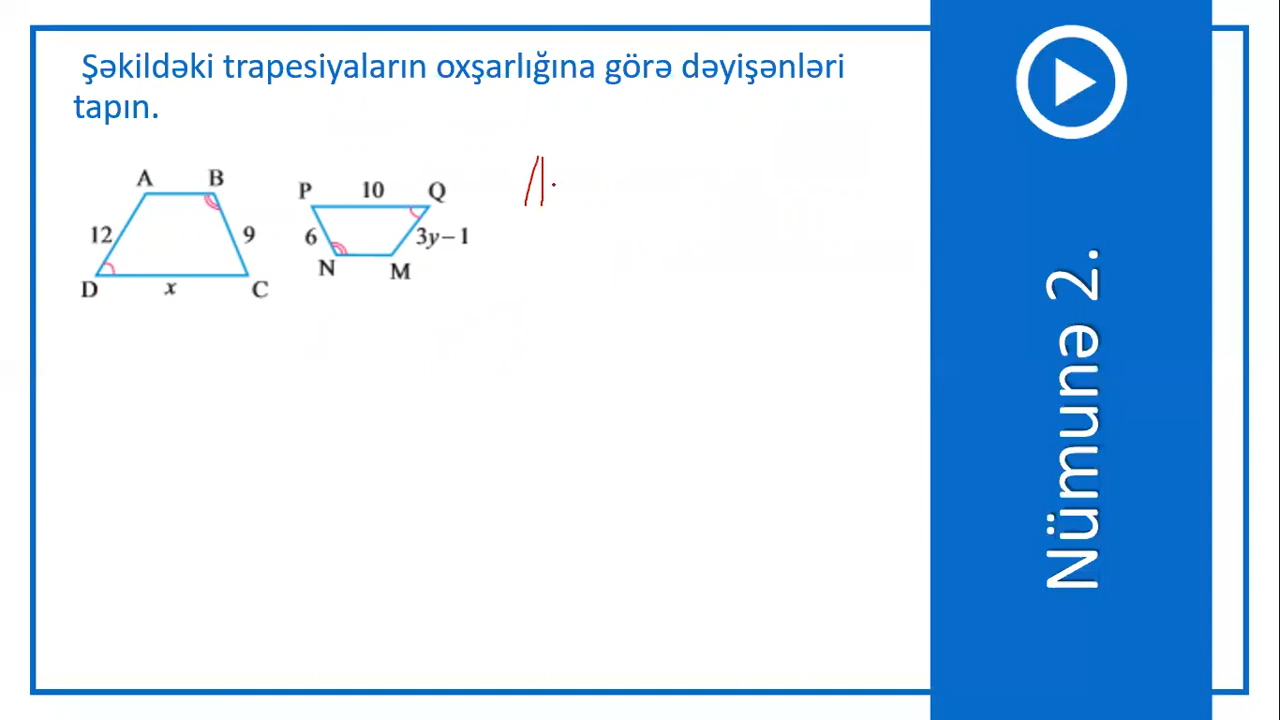 Şəkildəki trapesiyaların oxşarlığına görə dəyişənləri
tapın.
A B
12 9
D x C
P 10 Q
6 3y−1
N M
Nümunə 2.